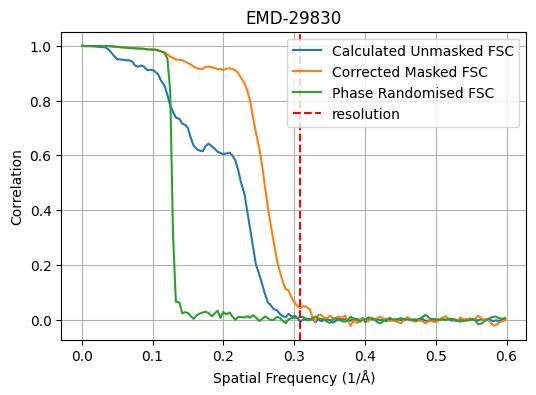 EMD-29830
Calculated Unmasked FSC
Corrected Masked FSC
Phase Randomised FSC
resolution
Correlation
1.0
0.8
0.6
0.4
0.2
0.0
0.0 0.1 0.2 0.3 0.4 0.5 0.6
Spatial Frequency (1/Å)